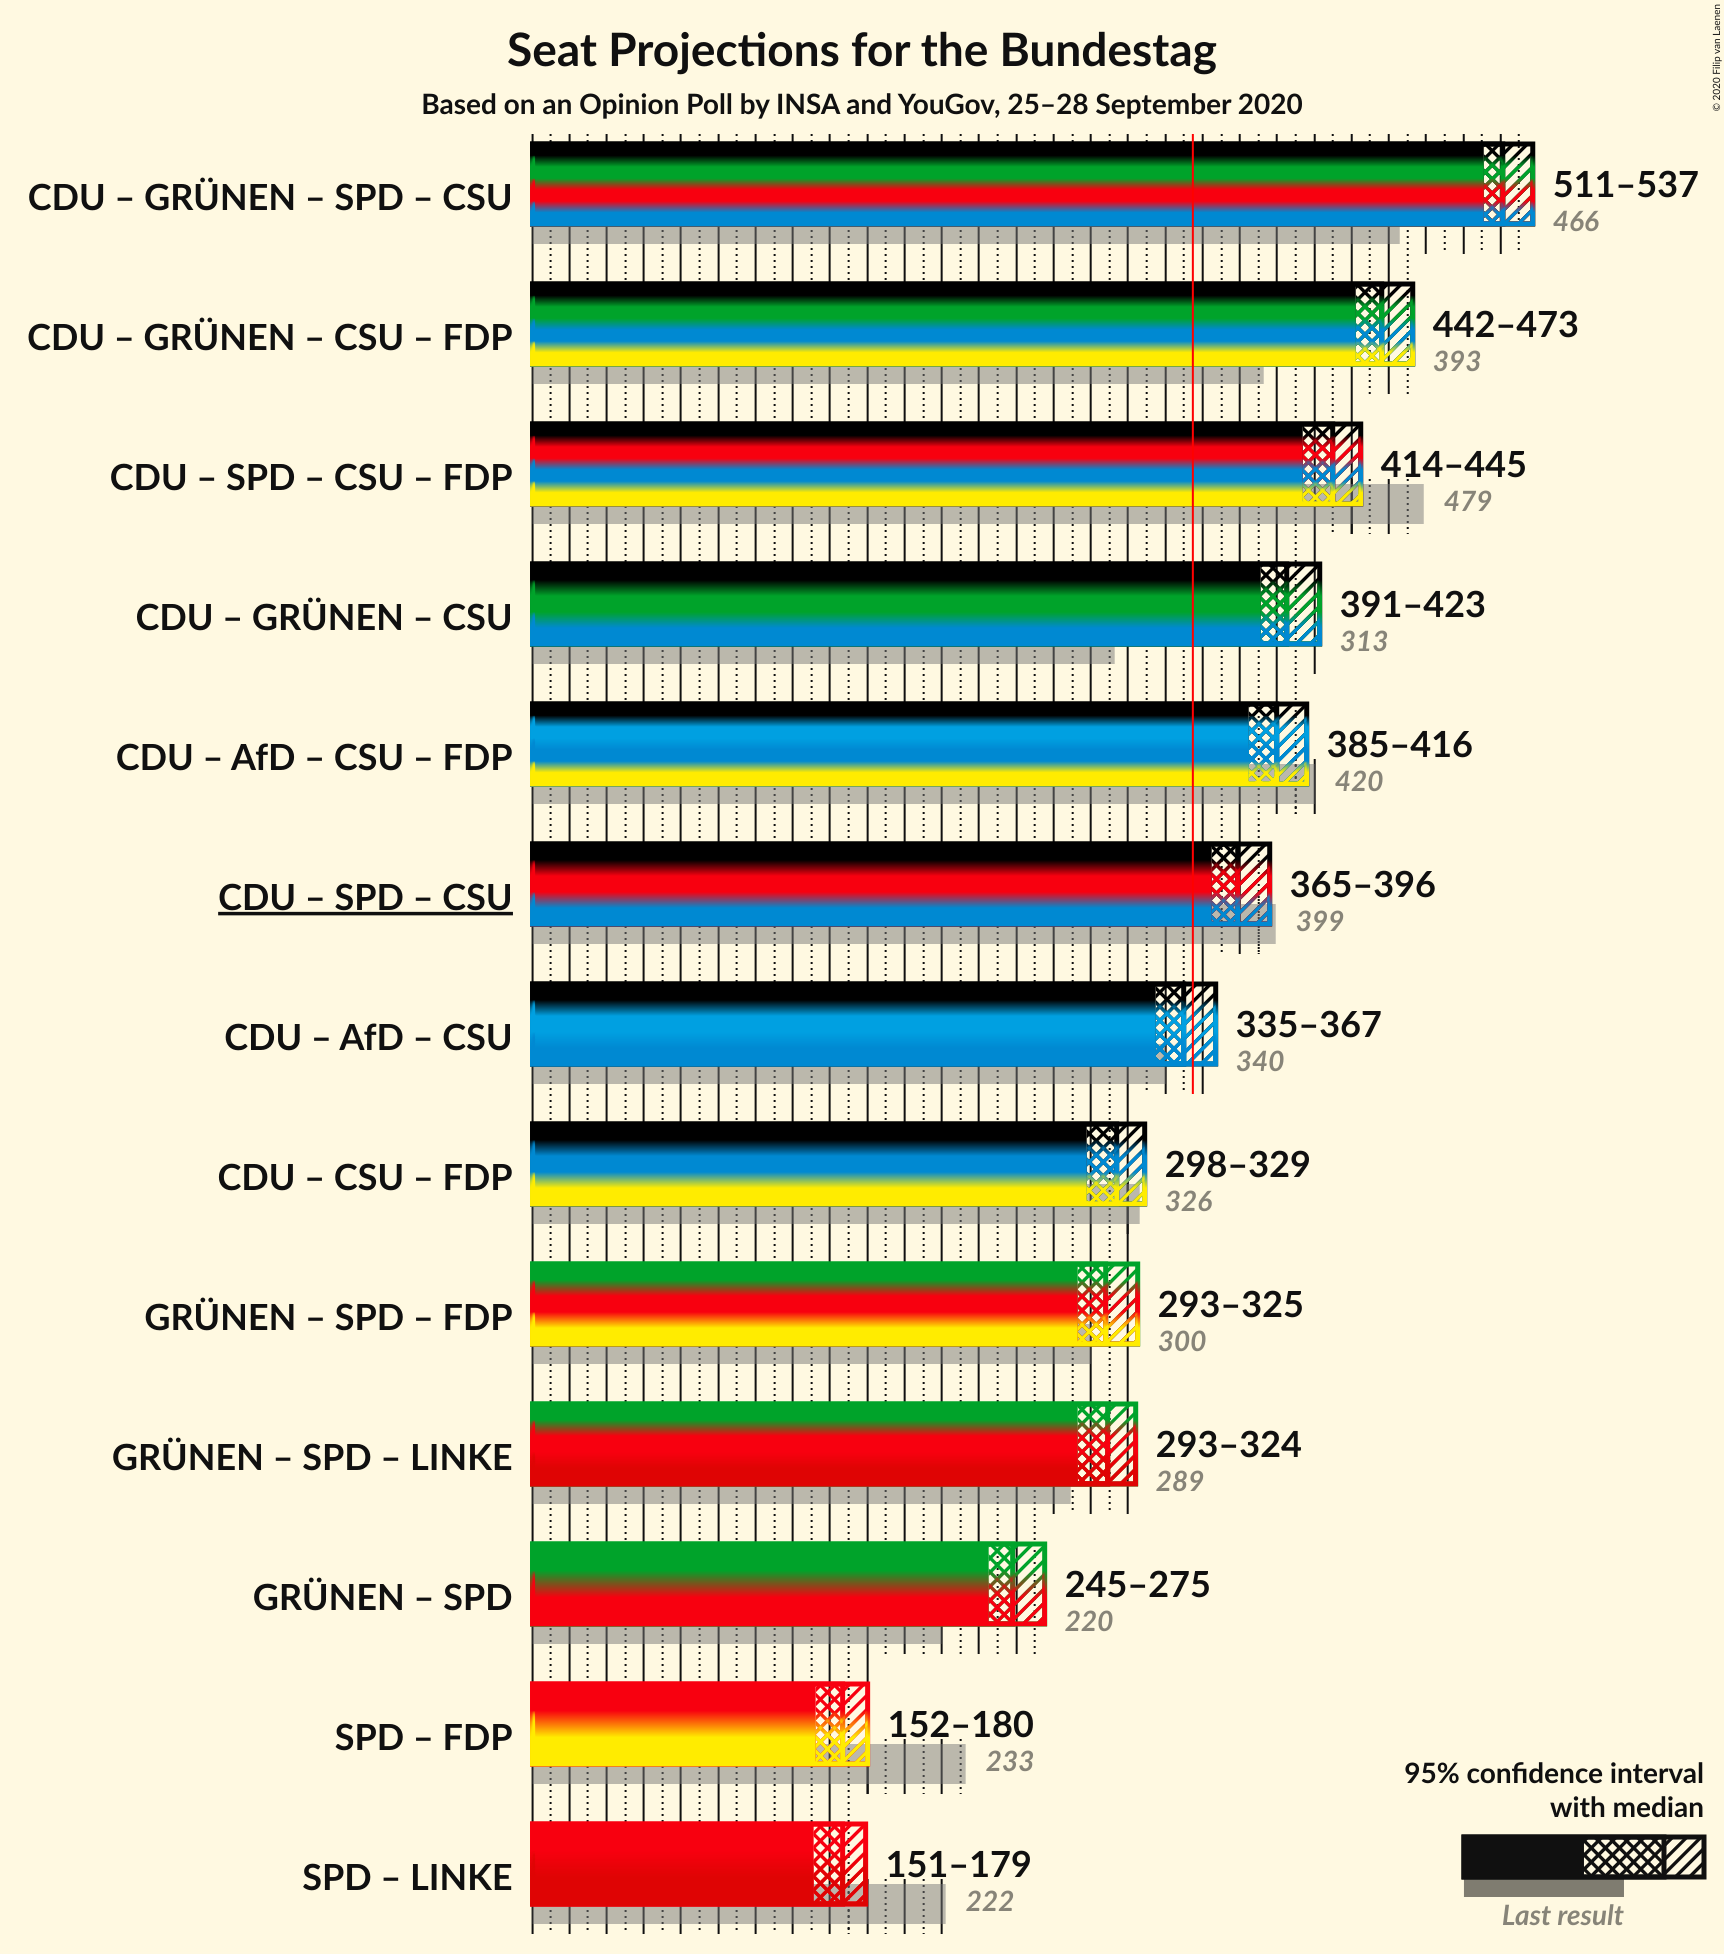 Seat Projections for the Bundestag
Based on an Opinion Poll by INSA and YouGov, 25–28 September 2020
© 2020 Filip van Laenen
CDU – GRÜNEN – SPD – CSU
511–537
466
CDU – GRÜNEN – CSU – FDP
442–473
393
CDU – SPD – CSU – FDP
414–445
479
CDU – GRÜNEN – CSU
391–423
313
CDU – AfD – CSU – FDP
385–416
420
CDU – SPD – CSU
365–396
399
CDU – AfD – CSU
335–367
340
CDU – CSU – FDP
298–329
326
GRÜNEN – SPD – FDP
293–325
300
GRÜNEN – SPD – LINKE
293–324
289
GRÜNEN – SPD
245–275
220
SPD – FDP
152–180
233
SPD – LINKE
151–179
222
95% confidence interval
with median
Last result